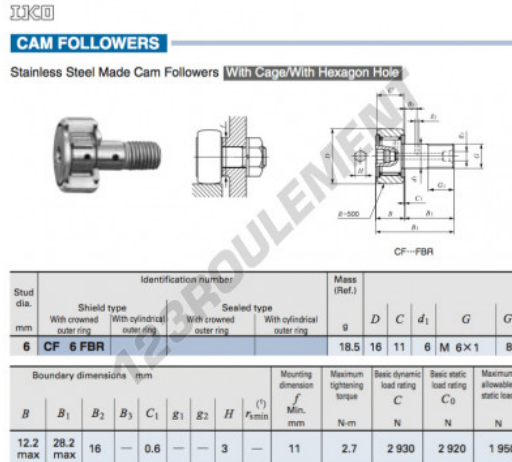 IKO
CAM FOLLOWERS
Stainless Steel Made Cam Followers With Cage/With Hexagon Hole
R=500
CF⋯FBR
123ROULEMENT
Stud dia. mm
Identification number
Mass (Ref.) g
Shield type
Sealed type
With crowned outer ring
With cylindrical outer ring
With crowned outer ring
With cylindrical outer ring
D C d1 G
6 CF 6 FBR 18.5 16 11 6 M 6×1 8
Boundary dimensions mm
Mounting dimension f Min. mm
Maximum tightening torque N-m
Basic dynamic load rating C N
Basic static load rating C0 N
Maximum allowable static load N
B B1 B2 B3 C1 g1 g2 H (1) rsmin
12.2 max 28.2 max 16 — 0.6 — — 3 — 11 2.7 2 930 2 920 1 950